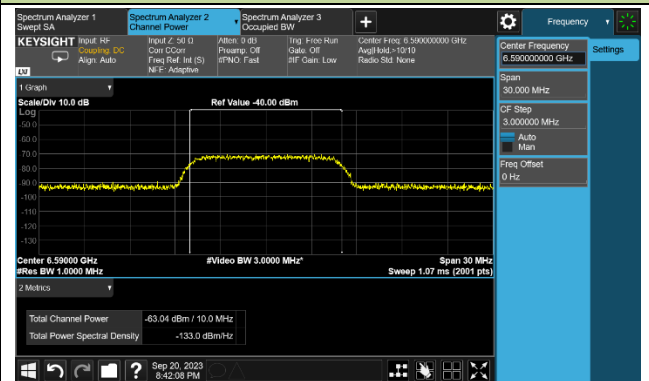 Spectrum Analyzer 1
Swept SA
Spectrum Analyzer 2
Channel Power
Spectrum Analyzer 3
Occupied BW
Frequency
KEYSIGHT
Input: RF
Coupling: DC
Align: Auto
Input Z: 50 Ω
Corr CCorr
Freq Ref: Int (S)
NFE: Adaptive
Atten: 0 dB
Preamp: Off
#PNO: Fast
Trig: Free Run
Gate: Off
#IF Gain: Low
Center Freq: 6.590000000 GHz
Avg|Hold:>10/10
Radio Std: None
LXI
1 Graph
Scale/Div 10.0 dB
Ref Value -40.00 dBm
Log
-50.0
-60.0
-70.0
-80.0
-90.0
-100
-110
-120
-130
Center 6.59000 GHz
#Video BW 3.0000 MHz*
Span 30 MHz
#Res BW 1.0000 MHz
Sweep 1.07 ms (2001 pts)
2 Metrics
Total Channel Power
-63.04 dBm / 10.0 MHz
Total Power Spectral Density
-133.0 dBm/Hz
Sep 20, 2023
8:42:08 PM
Center Frequency
6.590000000 GHz
Settings
Span
30.000 MHz
CF Step
3.000000 MHz
Auto
Man
Freq Offset
0 Hz